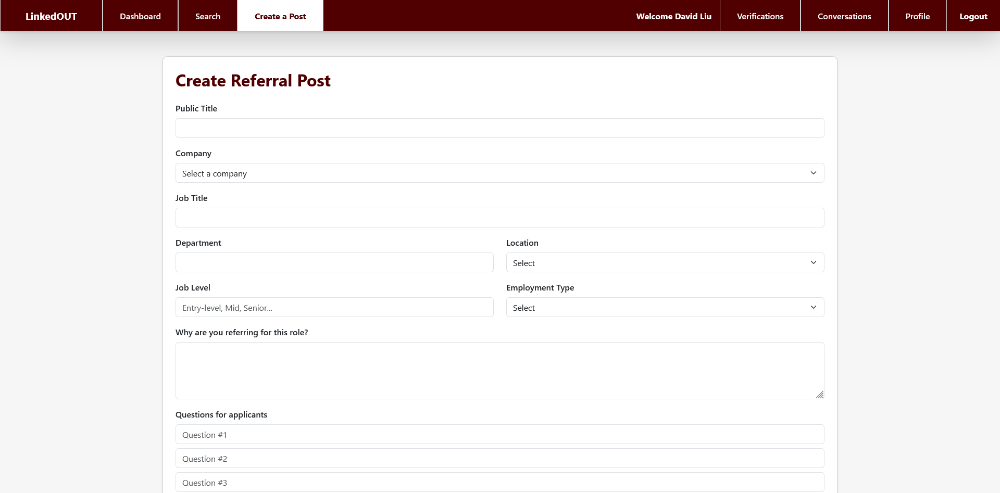 LinkedOUT Dashboard Search Create a Post Welcome David Liu Verifications Conversations Profile Logout
Create Referral Post
Public Title
Company
Select a company
Job Title
Department Location
Select
Job Level Employment Type
Entry-level, Mid, Senior... Select
Why are you referring for this role?
Questions for applicants
Question #1
Question #2
Question #3